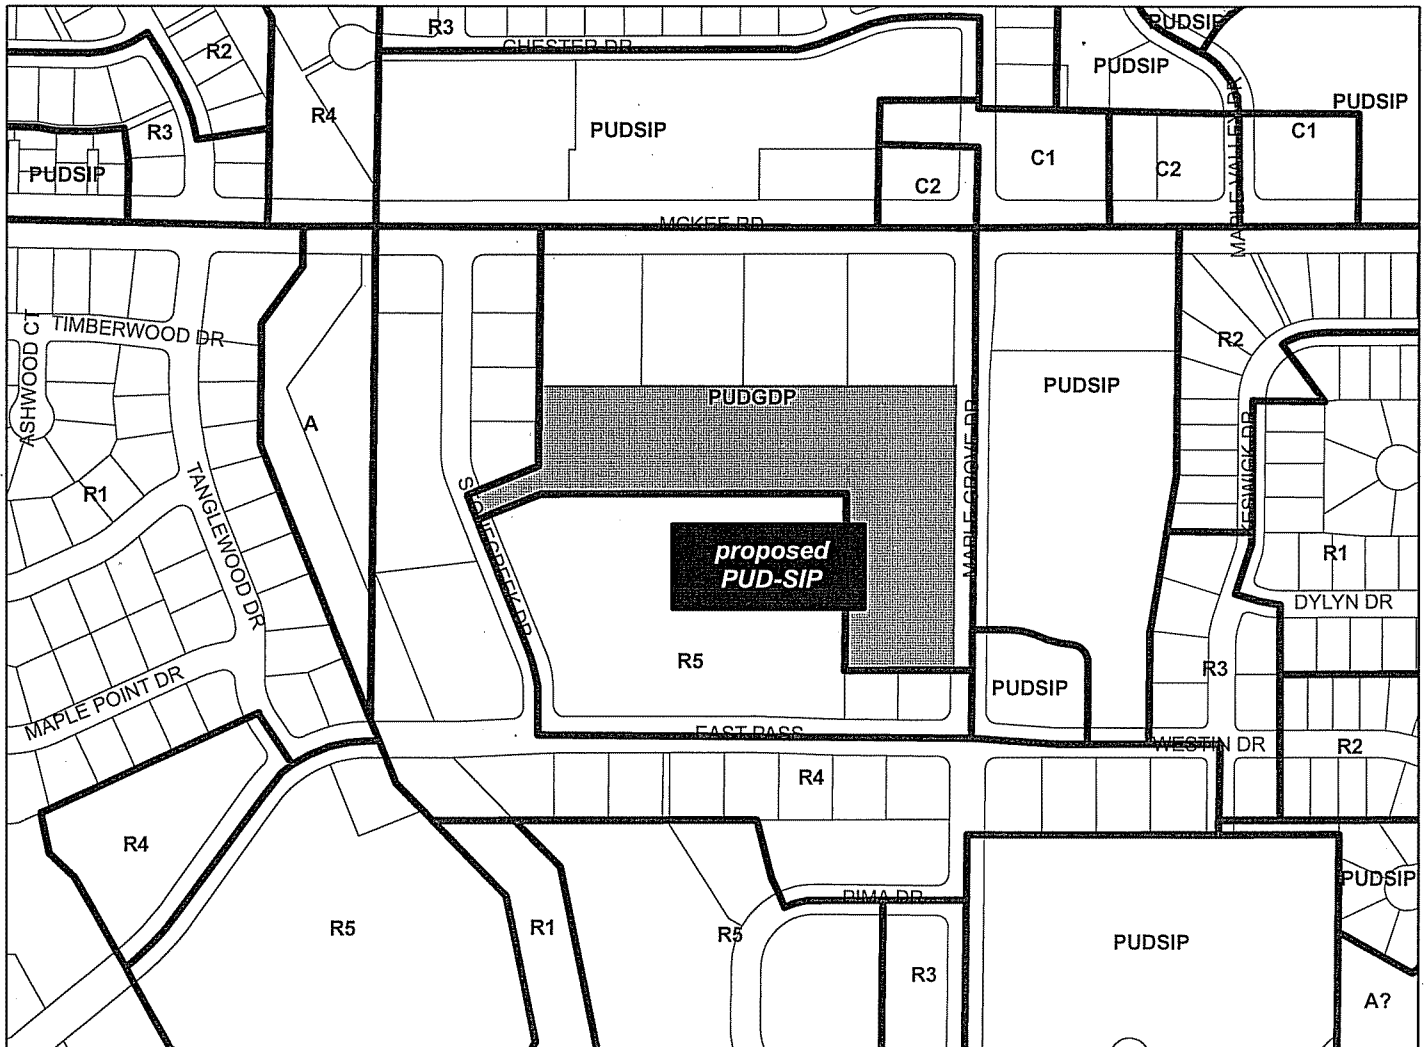 R3
CHESTER DR
PUDSIP
R2
PUDSIP
PUDSIP
R4
PUDSIP
R3
C1
C1
C2
PUDSIP
C2
MAPLE VALLEY DR
MCKEE RD
ASHWOOD CT
TIMBERWOOD DR
R2
PUDSIP
PUDGDP
A
MAPLE GROVE DR
KESWICK DR
R1
TANGLEWOOD DR
STONECREEK DR
proposed
PUD-SIP
R1
DYLYN DR
R5
R3
MAPLE POINT DR
PUDSIP
EAST PASS
WESTIN DR
R2
R4
R4
PUDSIP
PIMA DR
R5
R1
R5
PUDSIP
R3
A?